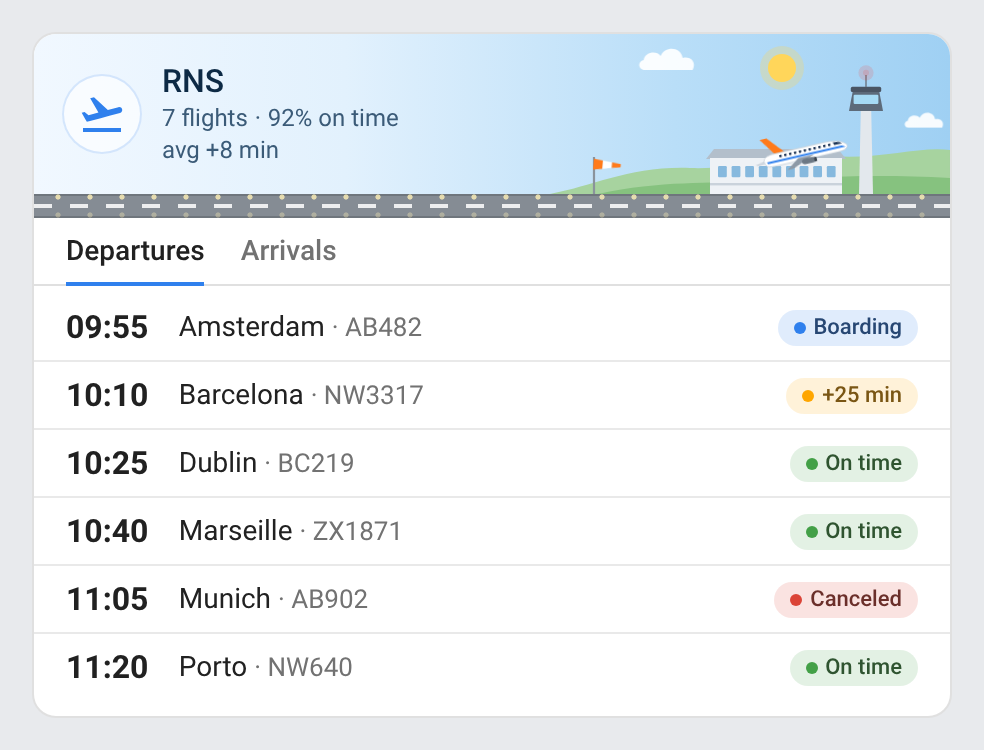 RNS
7 flights · 92% on time
avg +8 min
Departures Arrivals
09:55 Amsterdam · AB482 Boarding
10:10 Barcelona · NW3317 +25 min
10:25 Dublin · BC219 On time
10:40 Marseille · ZX1871 On time
11:05 Munich · AB902 Canceled
11:20 Porto · NW640 On time